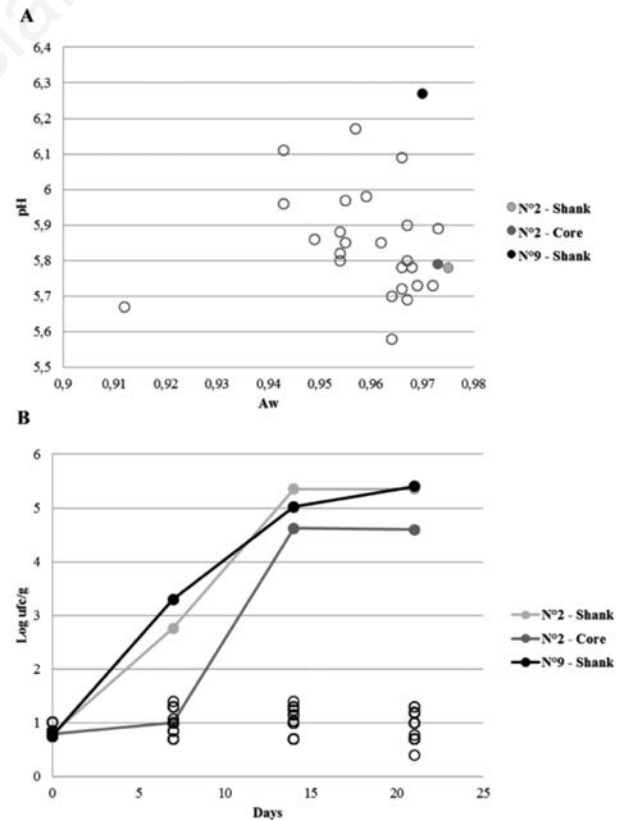 A
6,4
6,3
6,2
6,1
6
5,9
5,8
5,7
5,6
5,5
pH
0,9 0,91 0,92 0,93 0,94 0,95 0,96 0,97 0,98
Aw
N°2 - Shank
N°2 - Core
N°9 - Shank
B
6
5
4
3
2
1
0
Log ufc/g
0 5 10 15 20 25
Days
N°2 - Shank
N°2 - Core
N°9 - Shank